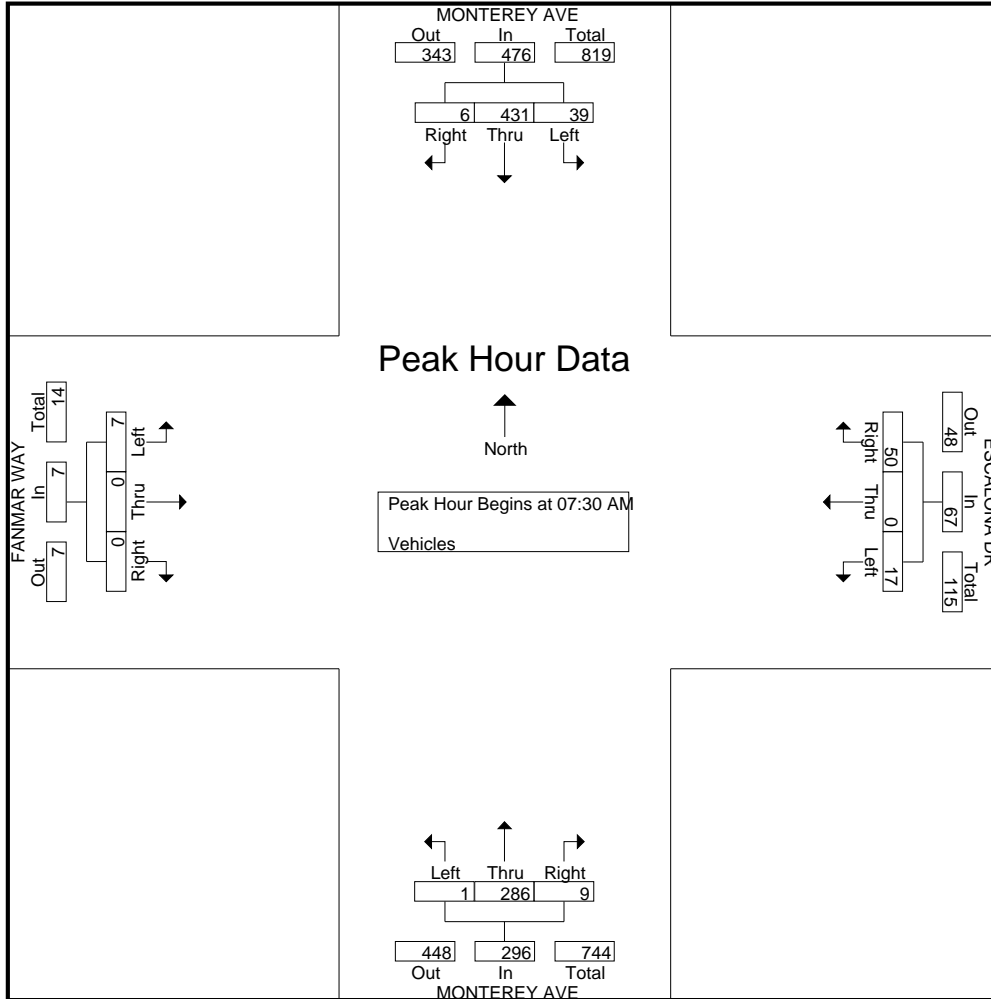 MONTEREY AVE
Out In Total
343 476 819
6 431 39
Right Thru Left
Peak Hour Data
North
Peak Hour Begins at 07:30 AM
Vehicles
FANMAR WAY
Out In Total
7 7 14
Right Thru Left
0 0 7
ESCALONA DR
Out In Total
48 67 115
50 0 17
Right Thru Left
Left Thru Right
1 286 9
448 296 744
Out In Total
MONTEREY AVE